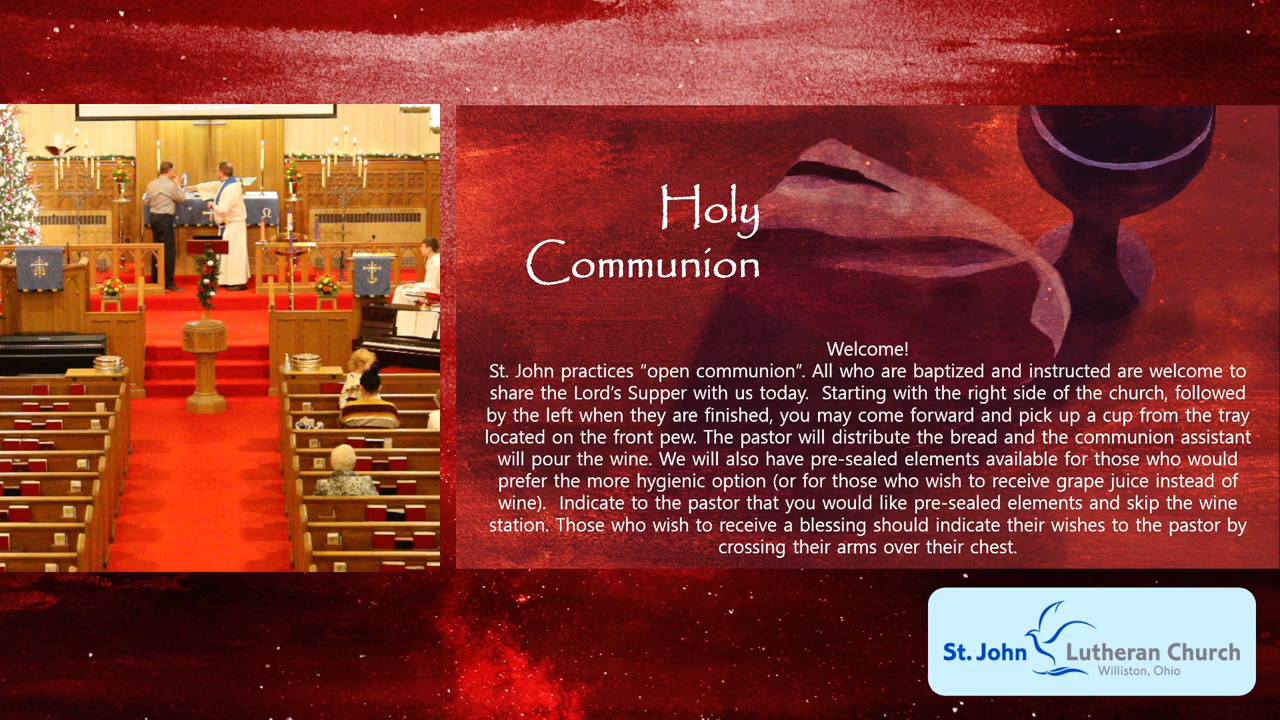 Holy
Communion
Welcome!
St. John practices "open communion". All who are baptized and instructed are welcome to
share the Lord's Supper with us today.  Starting with the right side of the church, followed
by the left when they are finished, you may come forward and pick up a cup from the tray
located on the front pew. The pastor will distribute the bread and the communion assistant
will pour the wine. We will also have pre-sealed elements available for those who would
prefer the more hygienic option (or for those who wish to receive grape juice instead of
wine).  Indicate to the pastor that you would like pre-sealed elements and skip the wine
station. Those who wish to receive a blessing should indicate their wishes to the pastor by
crossing their arms over their chest.
St. John Lutheran Church
Williston, Ohio